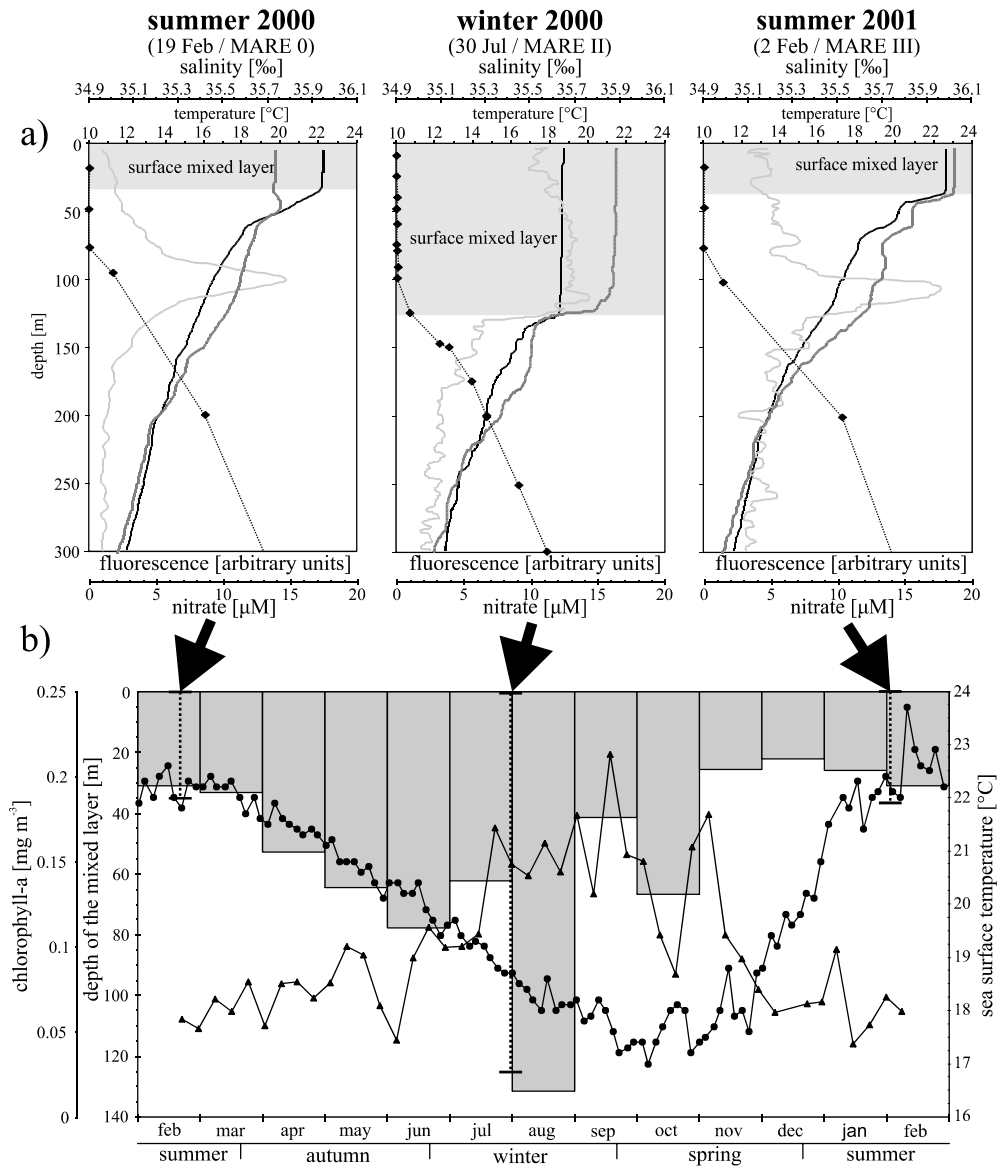 summer 2000 winter 2000 summer 2001
(19 Feb / MARE 0) (30 Jul / MARE II) (2 Feb / MARE III)
salinity [‰] salinity [‰] salinity [‰]
34.9 35.1 35.3 35.5 35.7 35.9 36.1 34.9 35.1 35.3 35.5 35.7 35.9 36.1 34.9 35.1 35.3 35.5 35.7 35.9 36.1
temperature [°C] temperature [°C] temperature [°C]
10 12 14 16 18 20 22 24 10 12 14 16 18 20 22 24 10 12 14 16 18 20 22 24
a)
0
surface mixed layer surface mixed layer
50
surface mixed layer
100
depth [m]
150
200
250
300
fluorescence [arbitrary units] fluorescence [arbitrary units] fluorescence [arbitrary units]
0 5 10 15 20 0 5 10 15 20 0 5 10 15 20
nitrate [µM] nitrate [µM] nitrate [µM]
b)
0.25 0 24
20 23
0.2
40 22
0.15 21
60
20
80
0.1 19
100
18
0.05
120 17
0 140 16
chlorophyll-a [mg m-3]
depth of the mixed layer [m]
sea surface temperature [°C]
feb mar apr may jun jul aug sep oct nov dec jan feb
summer autumn winter spring summer